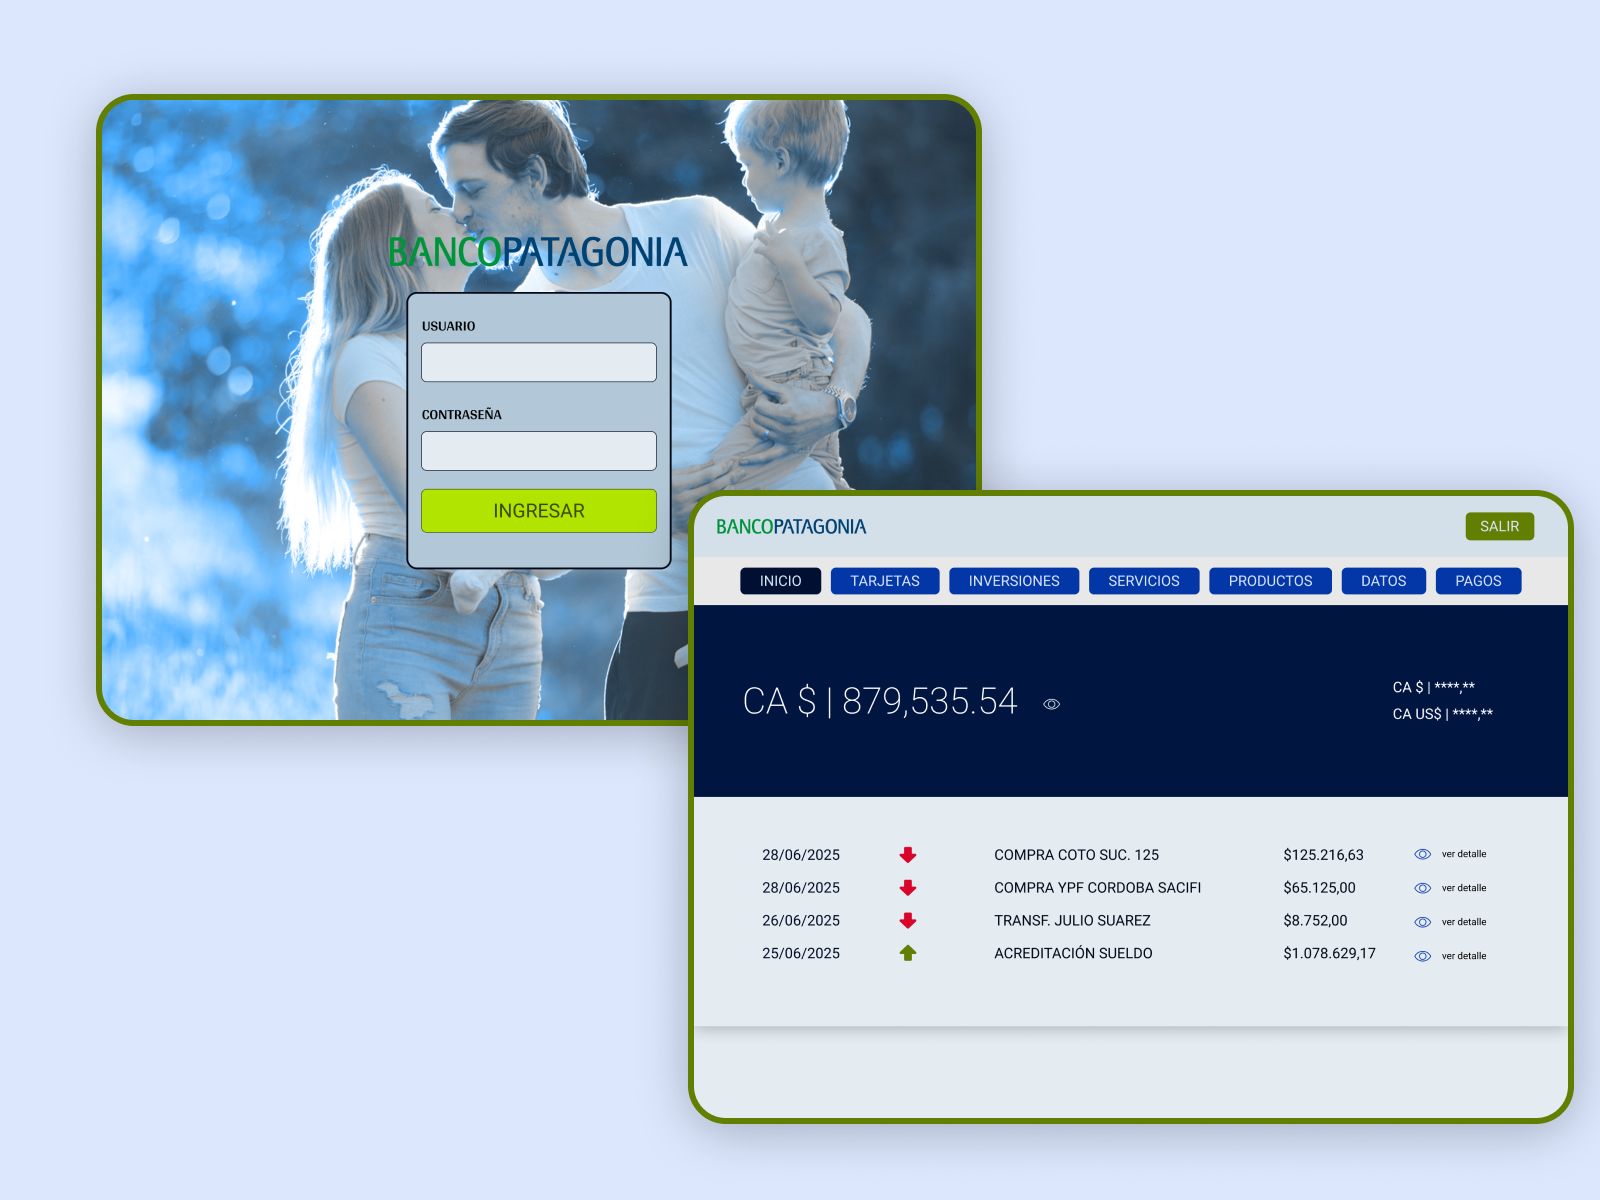 BANCOPATAGONIA
USUARIO
CONTRASEÑA
INGRESAR
BANCOPATAGONIA
SALIR
INICIO TARJETAS INVERSIONES SERVICIOS PRODUCTOS DATOS PAGOS
CA $ | 879,535.54
CA $ | ****,**
CA US$ | ****,**
28/06/2025 COMPRA COTO SUC. 125 $125.216,63 ver detalle
28/06/2025 COMPRA YPF CORDOBA SACIFI $65.125,00 ver detalle
26/06/2025 TRANSF. JULIO SUAREZ $8.752,00 ver detalle
25/06/2025 ACREDITACIÓN SUELDO $1.078.629,17 ver detalle